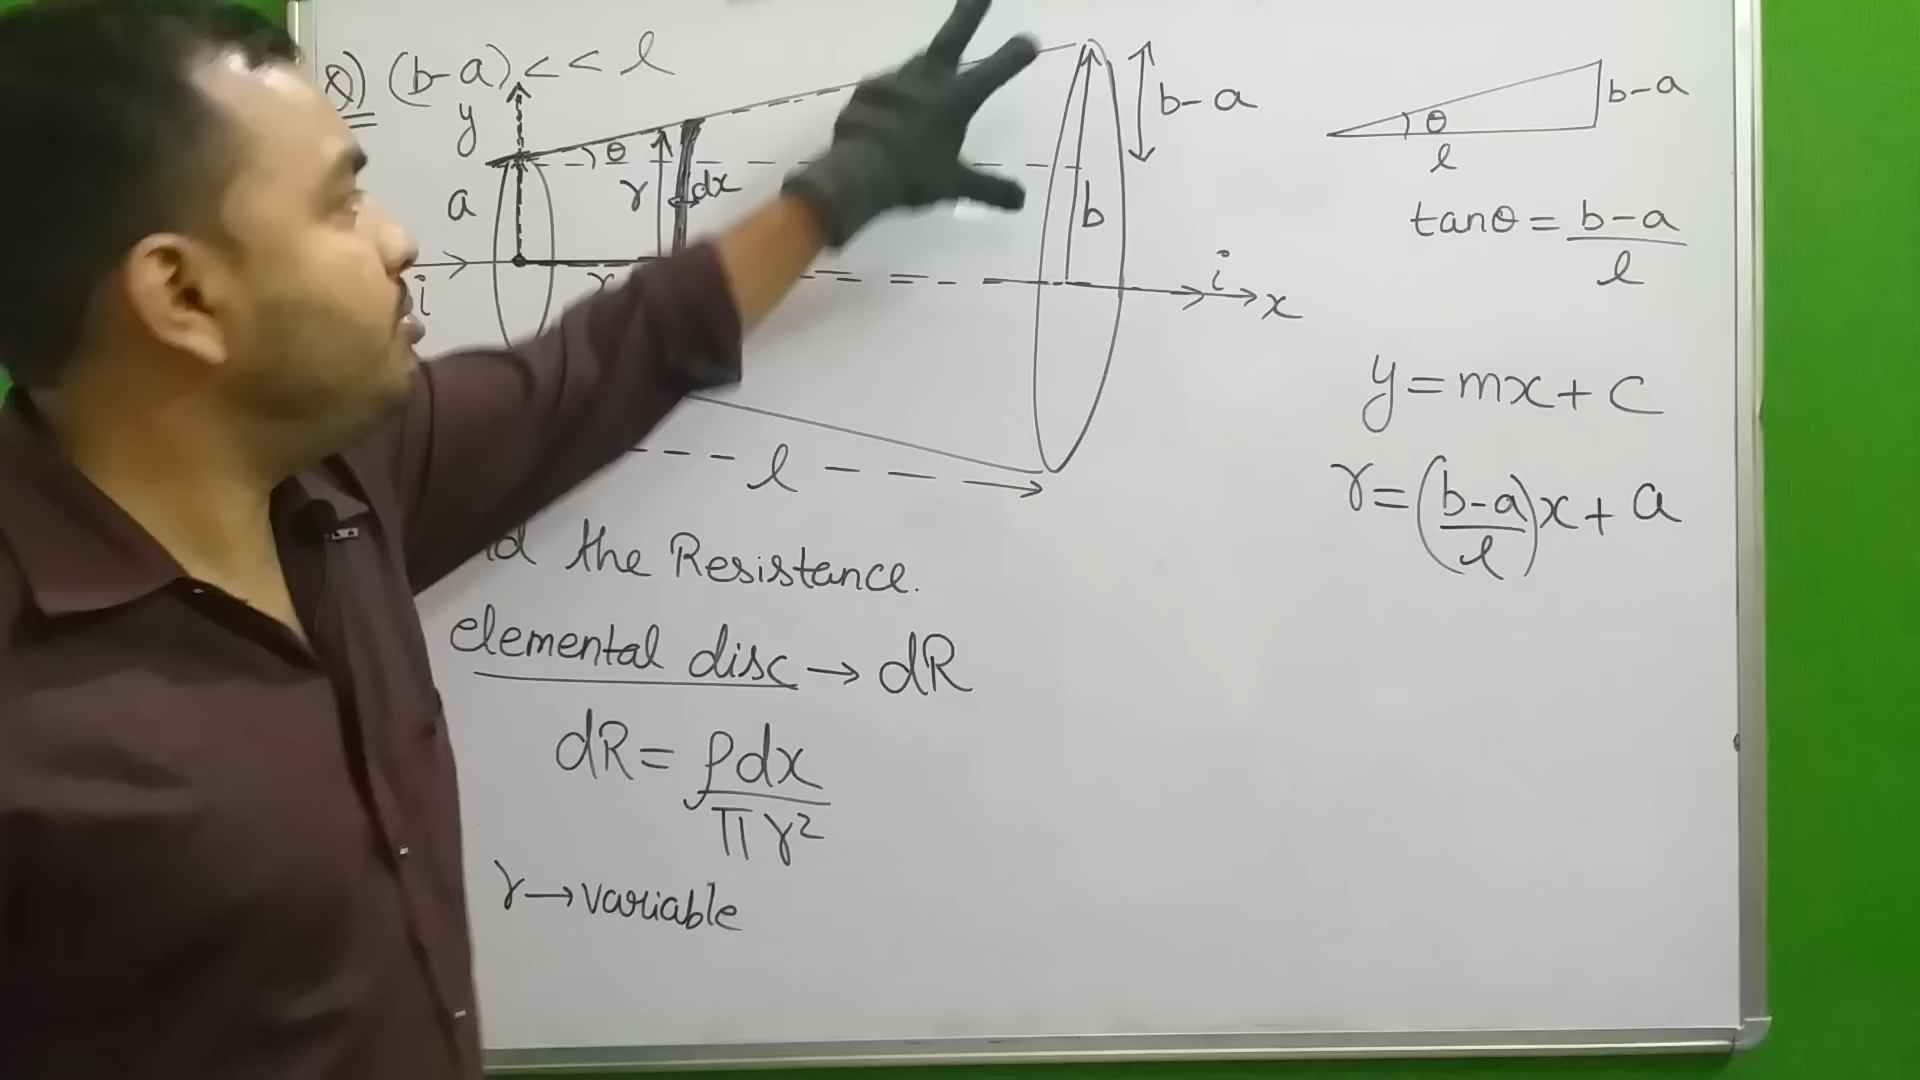 Q) (b-a) << l
y
a
θ
r
dx
b
b-a
i
x
i
x
l
the Resistance.
elemental disc → dR
dR = ρdx / πr²
r → variable
b-a
θ
l
tanθ = b-a / l
y = mx + c
r = (b-a / l)x + a